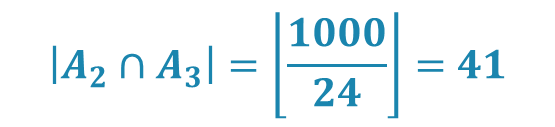 |A₂ ∩ A₃| = ⌊1000/24⌋ = 41